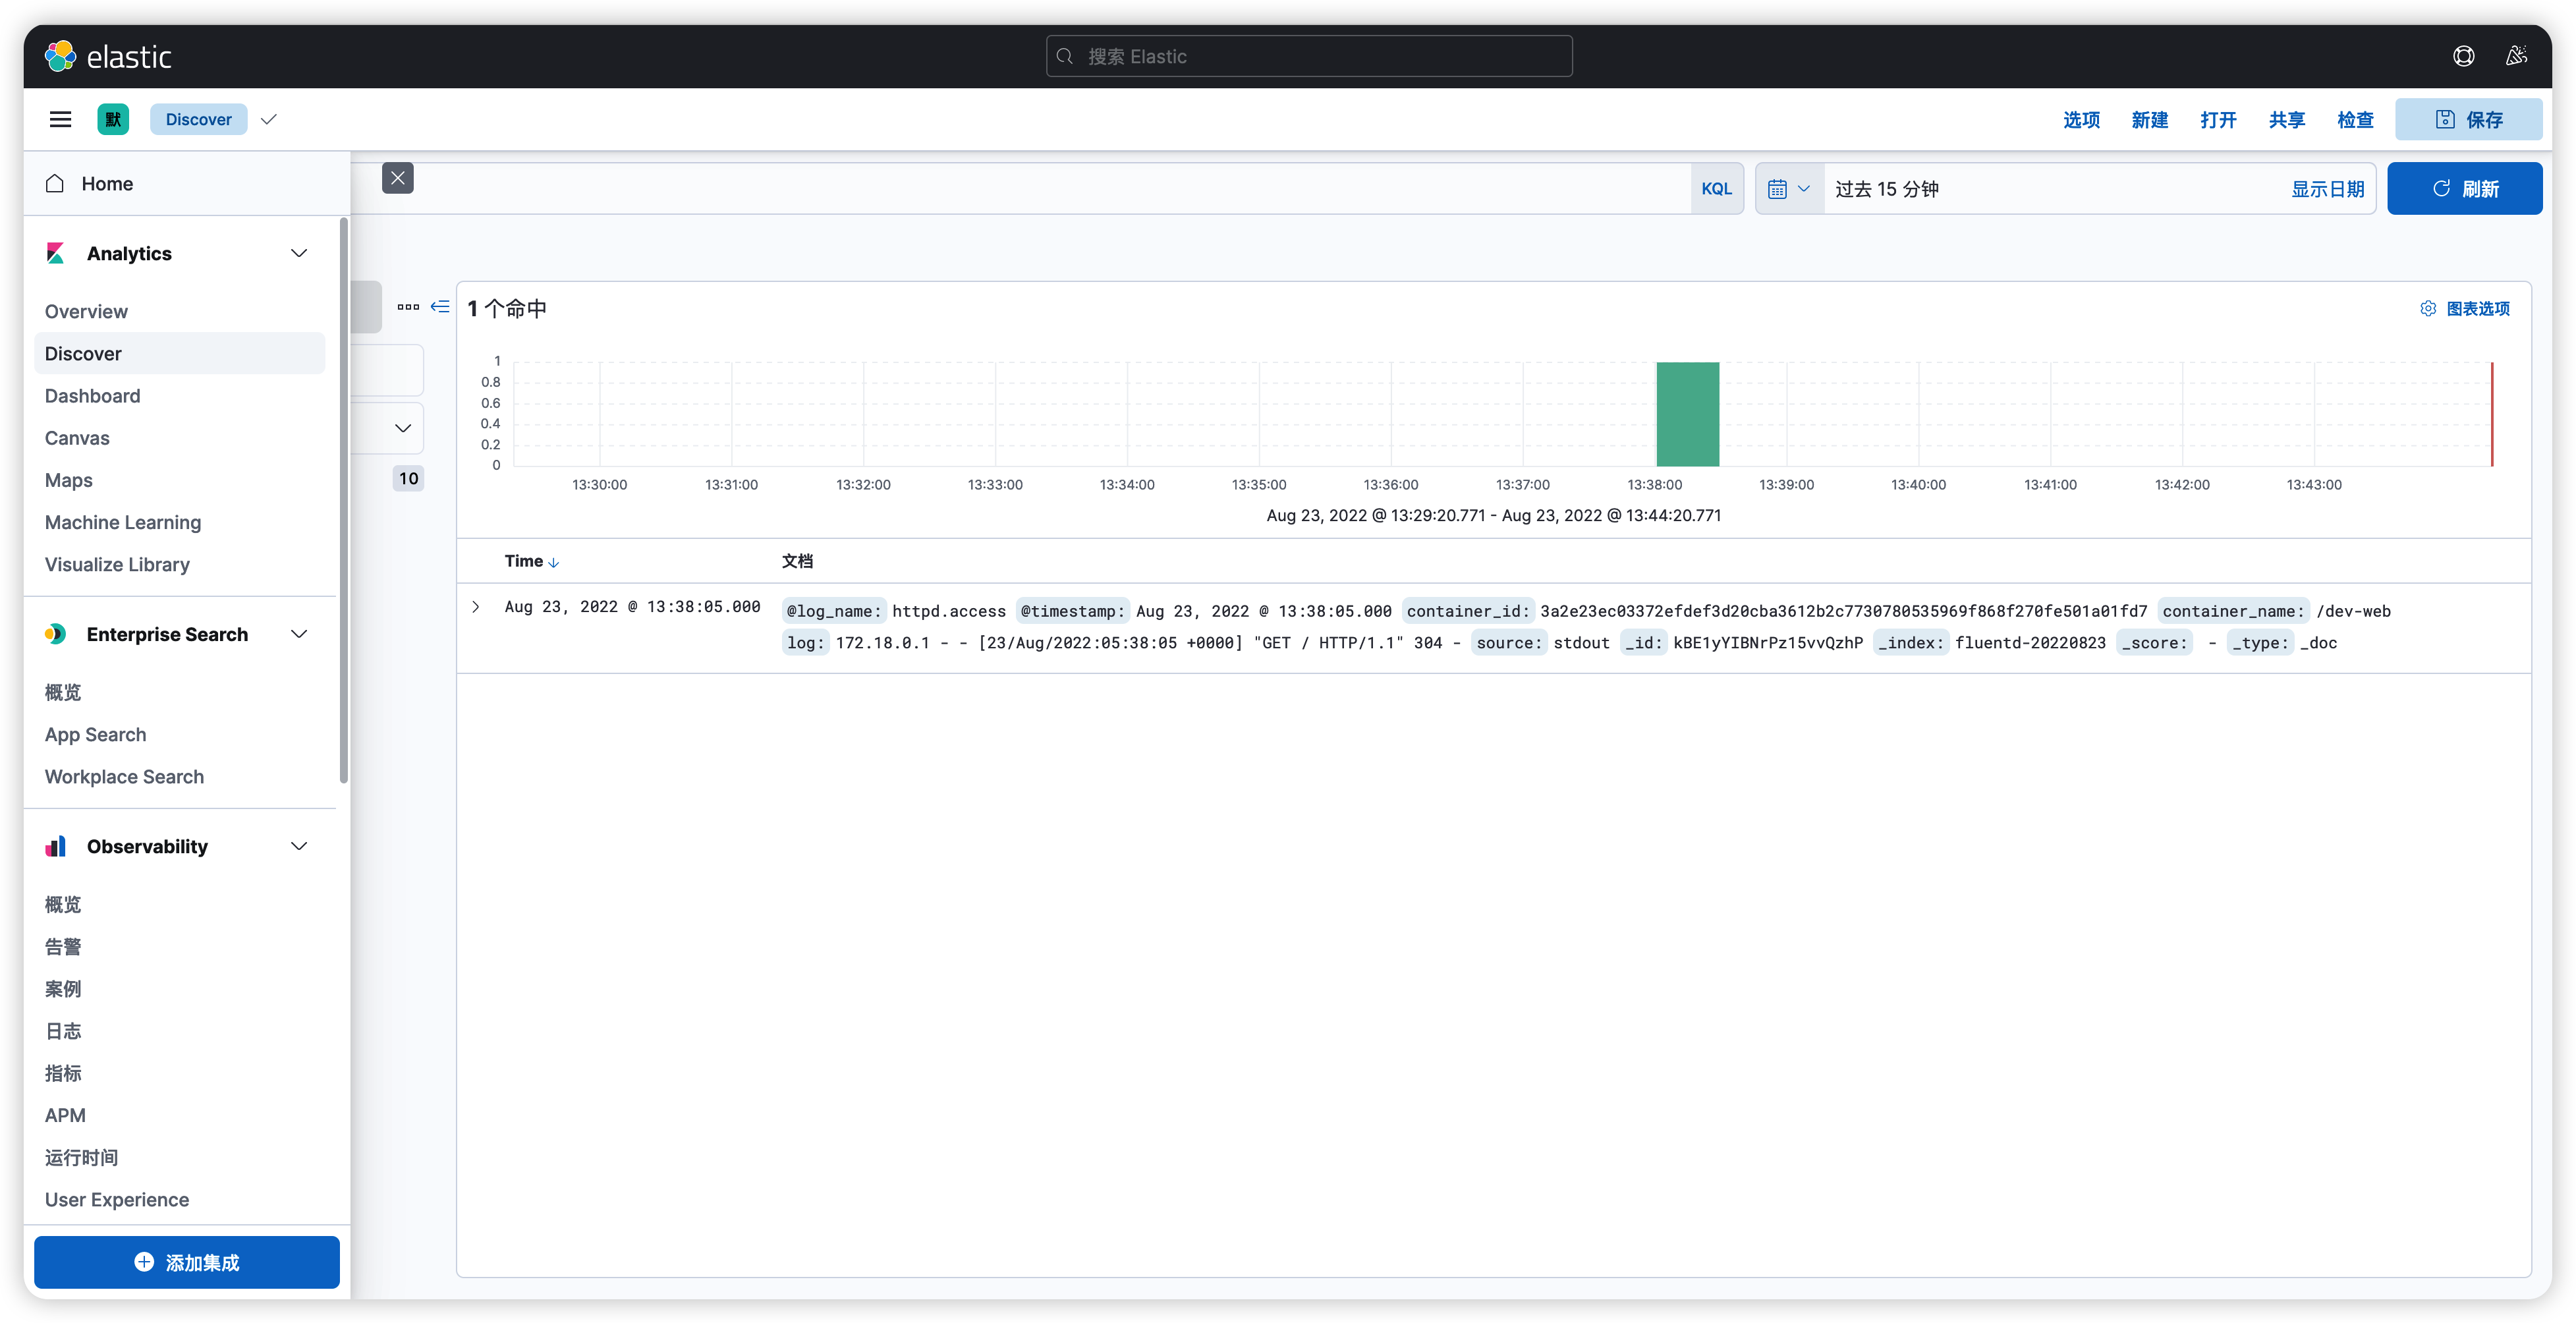 elastic
搜索 Elastic
默
Discover
选项 新建 打开 共享 检查 保存
Home
KQL
过去 15 分钟
显示日期
刷新
Analytics
Overview
Discover
Dashboard
Canvas
Maps
Machine Learning
Visualize Library
Enterprise Search
概览
App Search
Workplace Search
Observability
概览
告警
案例
日志
指标
APM
运行时间
User Experience
添加集成
10
1 个命中
图表选项
1
0.8
0.6
0.4
0.2
0
13:30:00 13:31:00 13:32:00 13:33:00 13:34:00 13:35:00 13:36:00 13:37:00 13:38:00 13:39:00 13:40:00 13:41:00 13:42:00 13:43:00
Aug 23, 2022 @ 13:29:20.771 - Aug 23, 2022 @ 13:44:20.771
Time 文档
Aug 23, 2022 @ 13:38:05.000 @log_name: httpd.access @timestamp: Aug 23, 2022 @ 13:38:05.000 container_id: 3a2e23ec03372efdef3d20cba3612b2c7730780535969f868f270fe501a01fd7 container_name: /dev-web
log: 172.18.0.1 - - [23/Aug/2022:05:38:05 +0000] "GET / HTTP/1.1" 304 - source: stdout _id: kBE1yYIBNrPz15vvQzhP _index: fluentd-20220823 _score: - _type: _doc